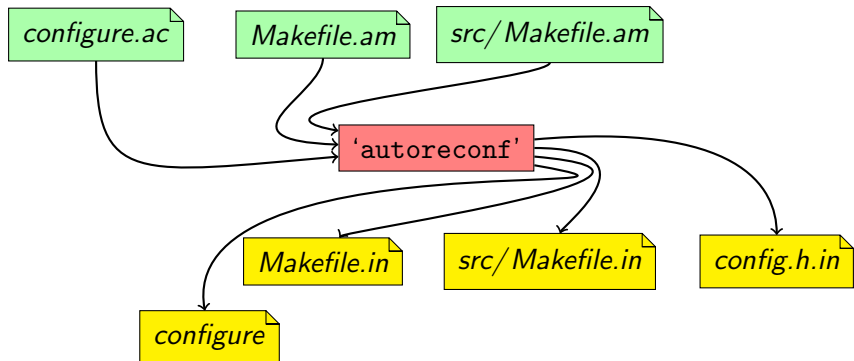 configure.ac
Makefile.am
src/Makefile.am
‘autoreconf’
Makefile.in
src/Makefile.in
config.h.in
configure